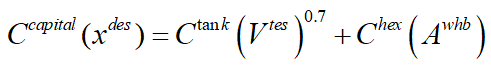 C^{capital}(x^{des}) = C^{tank}(V^{tes})^{0.7} + C^{hex}(A^{whb})